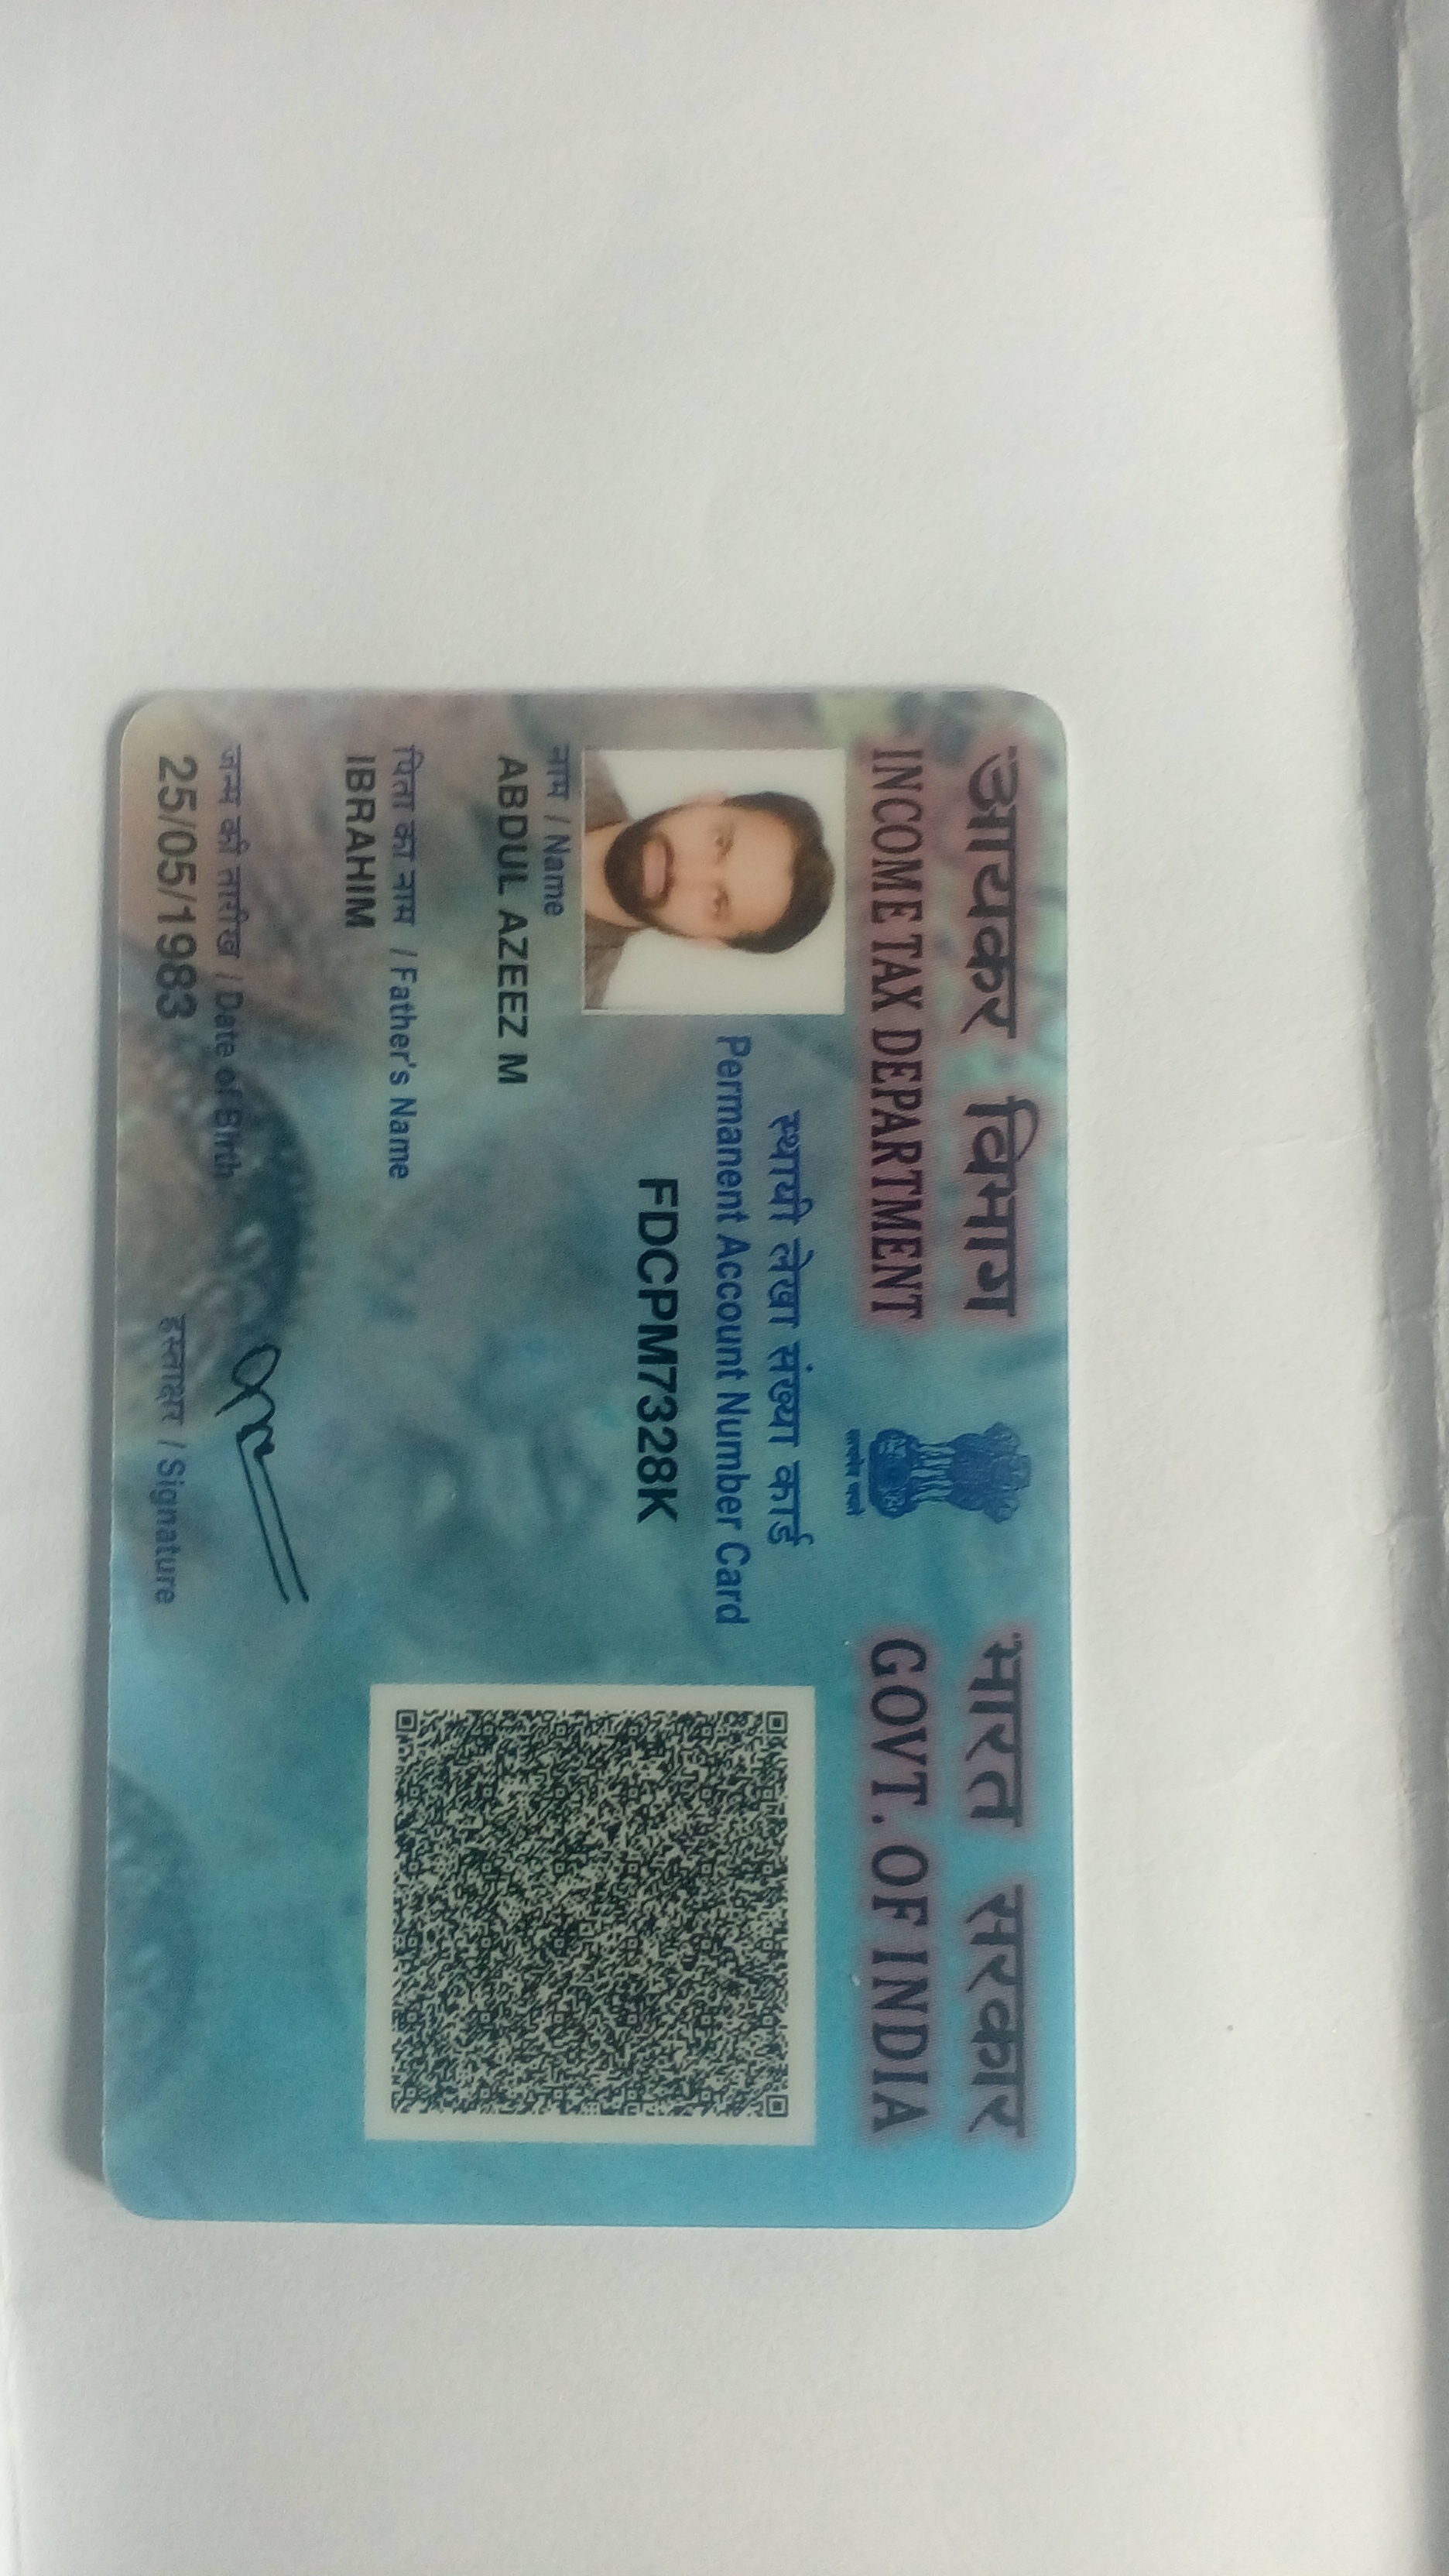 आयकर विभाग
INCOME TAX DEPARTMENT
भारत सरकार
GOVT. OF INDIA
सत्यमेव जयते
स्थायी लेखा संख्या कार्ड
Permanent Account Number Card
FDCPM7328K
नाम / Name
ABDUL AZEEZ M
पिता का नाम / Father's Name
IBRAHIM
जन्म की तारीख / Date of Birth
25/05/1983
हस्ताक्षर / Signature